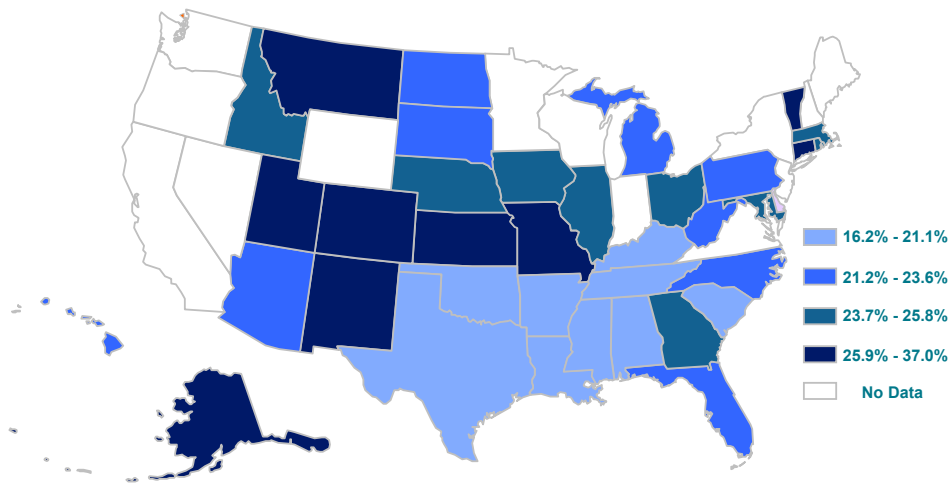 16.2% - 21.1%
21.2% - 23.6%
23.7% - 25.8%
25.9% - 37.0%
No Data